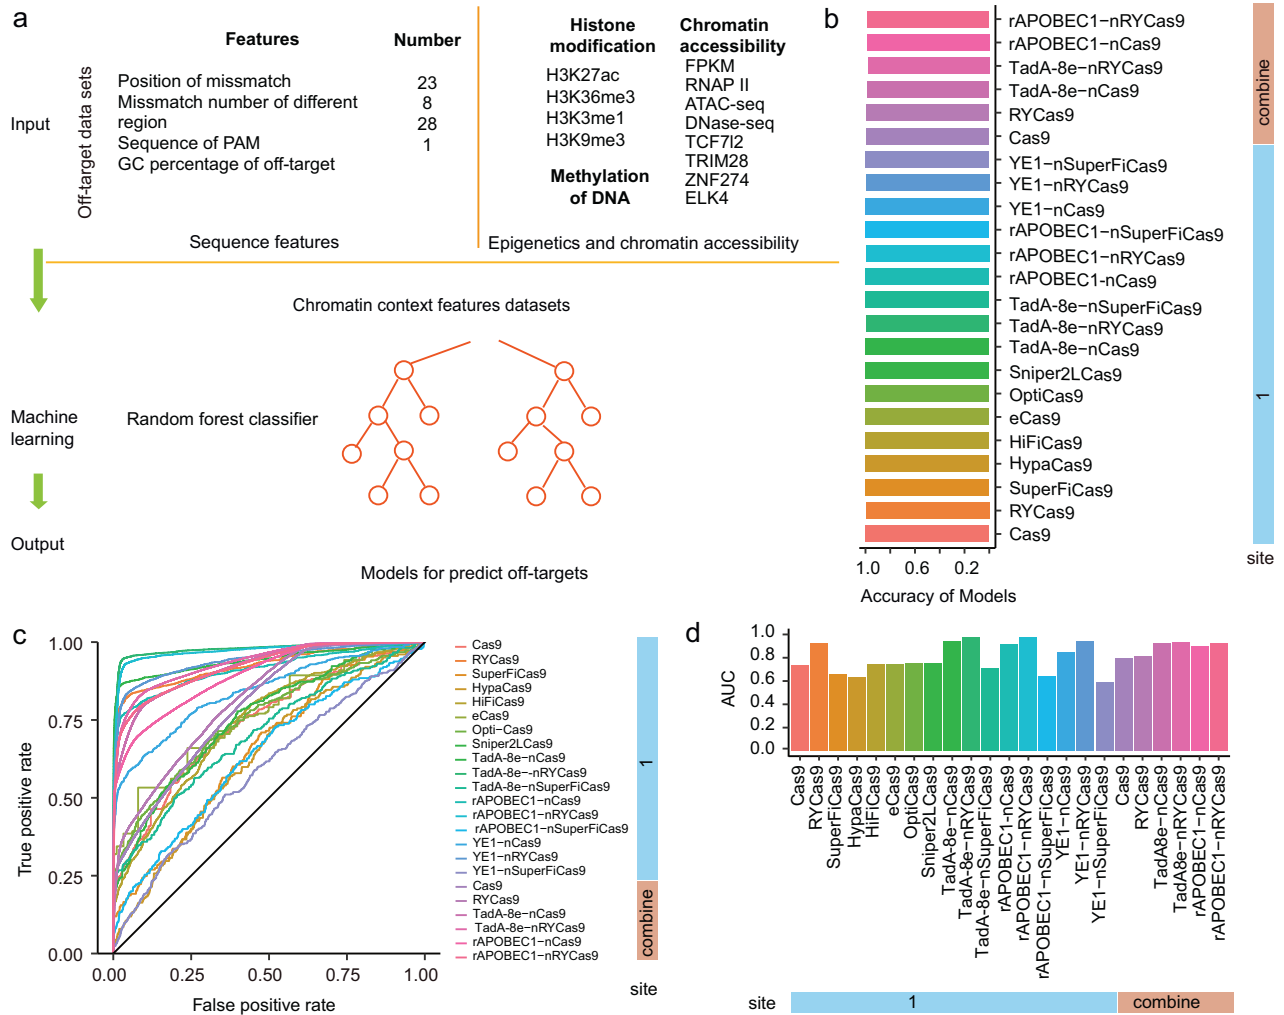 a
Input
Off-target data sets
Features
Number
Position of missmatch
23
Missmatch number of different
8
region
28
Sequence of PAM
1
GC percentage of off-target
Sequence features
Histone
modification
H3K27ac
H3K36me3
H3K3me1
H3K9me3
Methylation
of DNA
Chromatin
accessibility
FPKM
RNAP II
ATAC-seq
DNase-seq
TCF7l2
TRIM28
ZNF274
ELK4
Epigenetics and chromatin accessibility
Chromatin context features datasets
Machine
learning
Random forest classifier
Output
Models for predict off-targets
b
rAPOBEC1−nRYCas9
rAPOBEC1−nCas9
TadA-8e−nRYCas9
TadA-8e−nCas9
RYCas9
Cas9
YE1−nSuperFiCas9
YE1−nRYCas9
YE1−nCas9
rAPOBEC1−nSuperFiCas9
rAPOBEC1−nRYCas9
rAPOBEC1-nCas9
TadA-8e−nSuperFiCas9
TadA-8e−nRYCas9
TadA-8e−nCas9
Sniper2LCas9
OptiCas9
eCas9
HiFiCas9
HypaCas9
SuperFiCas9
RYCas9
Cas9
1.0 0.6 0.2
Accuracy of Models
combine
1
site
c
True positive rate
1.00
0.75
0.50
0.25
0.00
0.00 0.25 0.50 0.75 1.00
False positive rate
Cas9
RYCas9
SuperFiCas9
HypaCas9
HiFiCas9
eCas9
Opti−Cas9
Sniper2LCas9
TadA-8e−nCas9
TadA-8e−-nRYCas9
TadA-8e−nSuperFiCas9
rAPOBEC1−nCas9
rAPOBEC1−nRYCas9
rAPOBEC1−nSuperFiCas9
YE1−nCas9
YE1−nRYCas9
YE1−nSuperFiCas9
Cas9
RYCas9
TadA-8e−nCas9
TadA-8e−nRYCas9
rAPOBEC1−nCas9
rAPOBEC1−nRYCas9
1
combine
site
d
AUC
1.0
0.8
0.6
0.4
0.2
0.0
Cas9
RYCas9
SuperFiCas9
HypaCas9
HiFiCas9
eCas9
OptiCas9
Sniper2LCas9
TadA-8e−nCas9
TadA-8e−nRYCas9
TadA-8e−nSuperFiCas9
rAPOBEC1−nCas9
rAPOBEC1−nRYCas9
rAPOBEC1−nSuperFiCas9
YE1−nCas9
YE1−nRYCas9
YE1−nSuperFiCas9
Cas9
RYCas9
TadA8e−nCas9
TadA8e−nRYCas9
rAPOBEC1−nCas9
rAPOBEC1−nRYCas9
site
1
combine